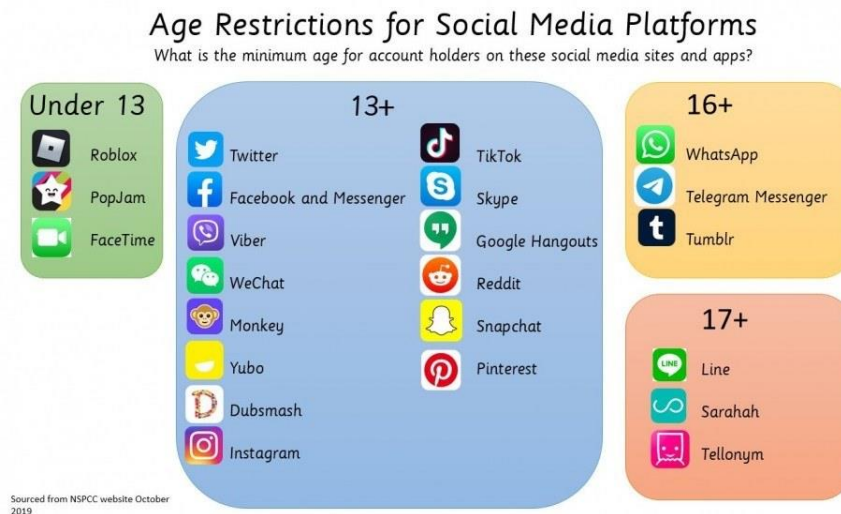 Age Restrictions for Social Media Platforms
What is the minimum age for account holders on these social media sites and apps?
Under 13
Roblox
PopJam
FaceTime
13+
Twitter
Facebook and Messenger
Viber
WeChat
Monkey
Yubo
Dubsmash
Instagram
TikTok
Skype
Google Hangouts
Reddit
Snapchat
Pinterest
16+
WhatsApp
Telegram Messenger
Tumblr
17+
LINE
Line
Sarahah
Tellonym
Sourced from NSPCC website October
2019